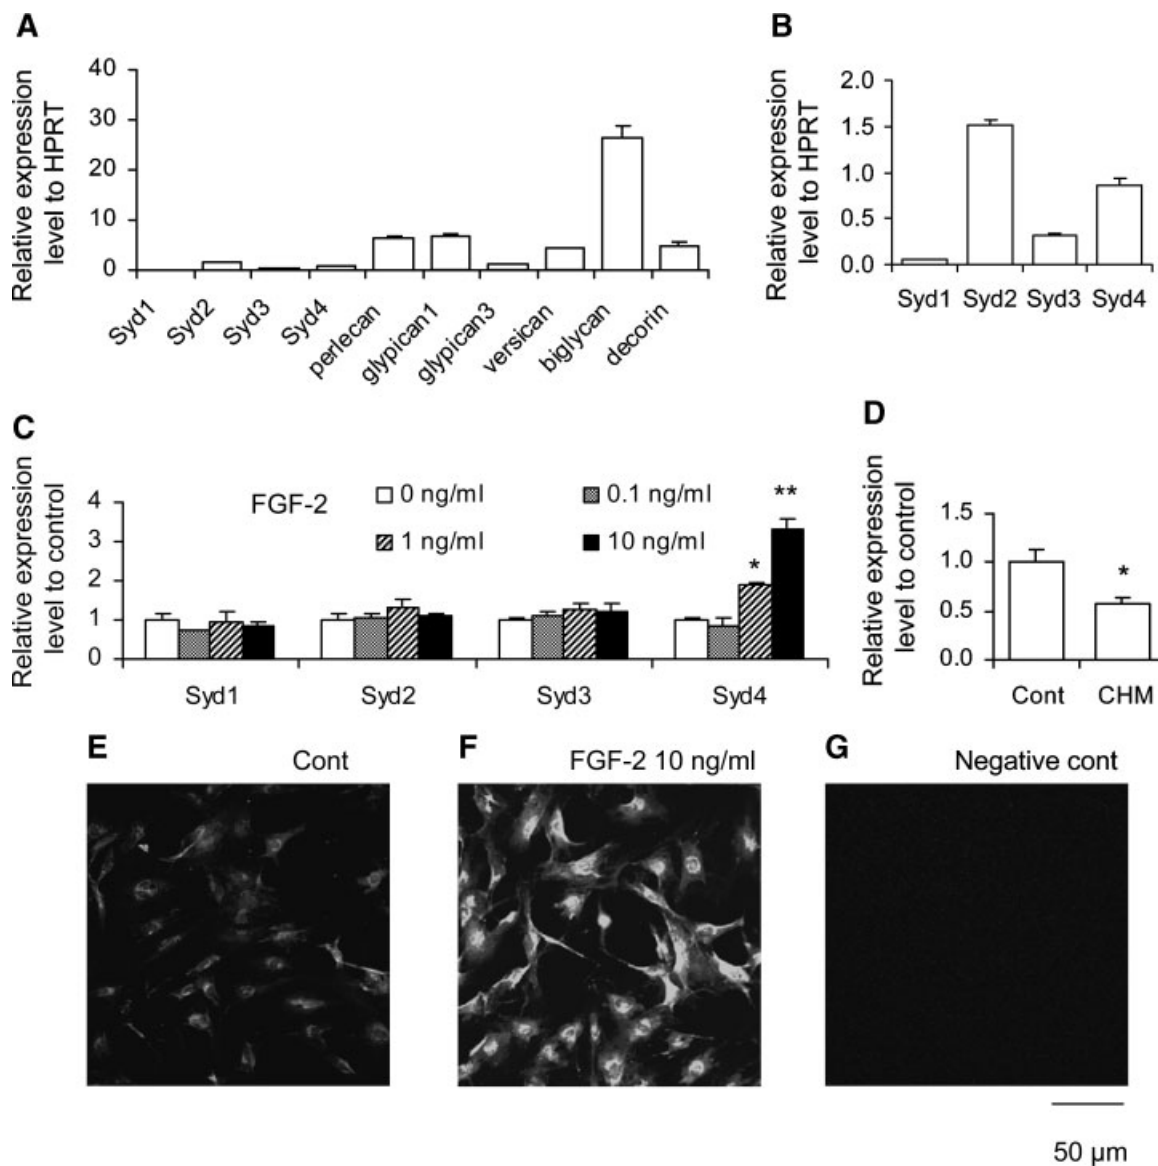 A
Relative expression
level to HPRT
40
30
20
10
0
Syd1
Syd2
Syd3
Syd4
perlecan
glypican1
glypican3
versican
biglycan
decorin
B
Relative expression
level to HPRT
2.0
1.5
1.0
0.5
0.0
Syd1 Syd2 Syd3 Syd4
C
Relative expression
level to control
4
3
2
1
0
FGF-2
0 ng/ml
0.1 ng/ml
1 ng/ml
10 ng/ml
*
**
Syd1 Syd2 Syd3 Syd4
D
Relative expression
level to control
1.5
1.0
0.5
0.0
*
Cont CHM
E Cont
F FGF-2 10 ng/ml
G Negative cont
50 µm